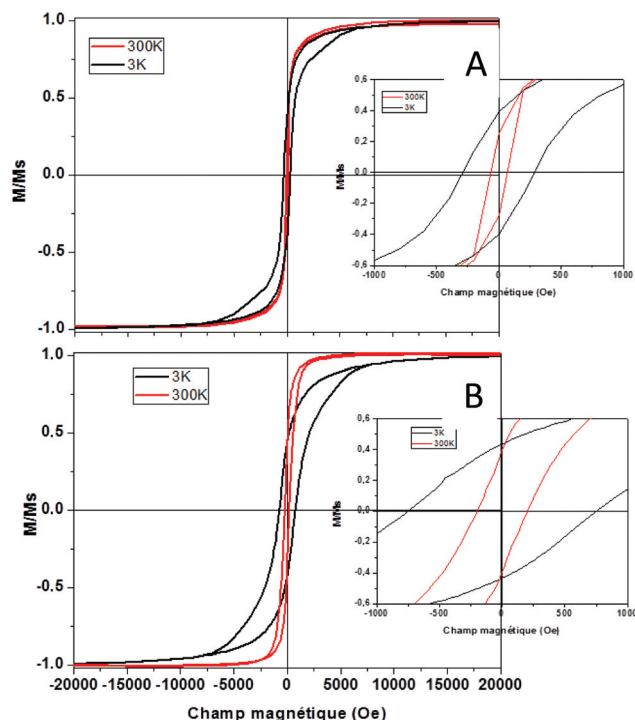 1.0
0.5
0.0
-0.5
-1.0
M/Ms
300K
3K
A
0,6
0,4
0,2
0,0
-0,2
-0,4
-0,6
M/Ms
300K
3K
-1000
-500
0
500
1000
Champ magnétique (Oe)
1.0
0.5
0.0
-0.5
-1.0
M/Ms
3K
300K
B
0,6
0,4
0,2
0,0
-0,2
-0,4
-0,6
M/Ms
3K
300K
-1000
-500
0
500
1000
Champ magnétique (Oe)
-20000 -15000 -10000 -5000 0 5000 10000 15000 20000
Champ magnétique (Oe)